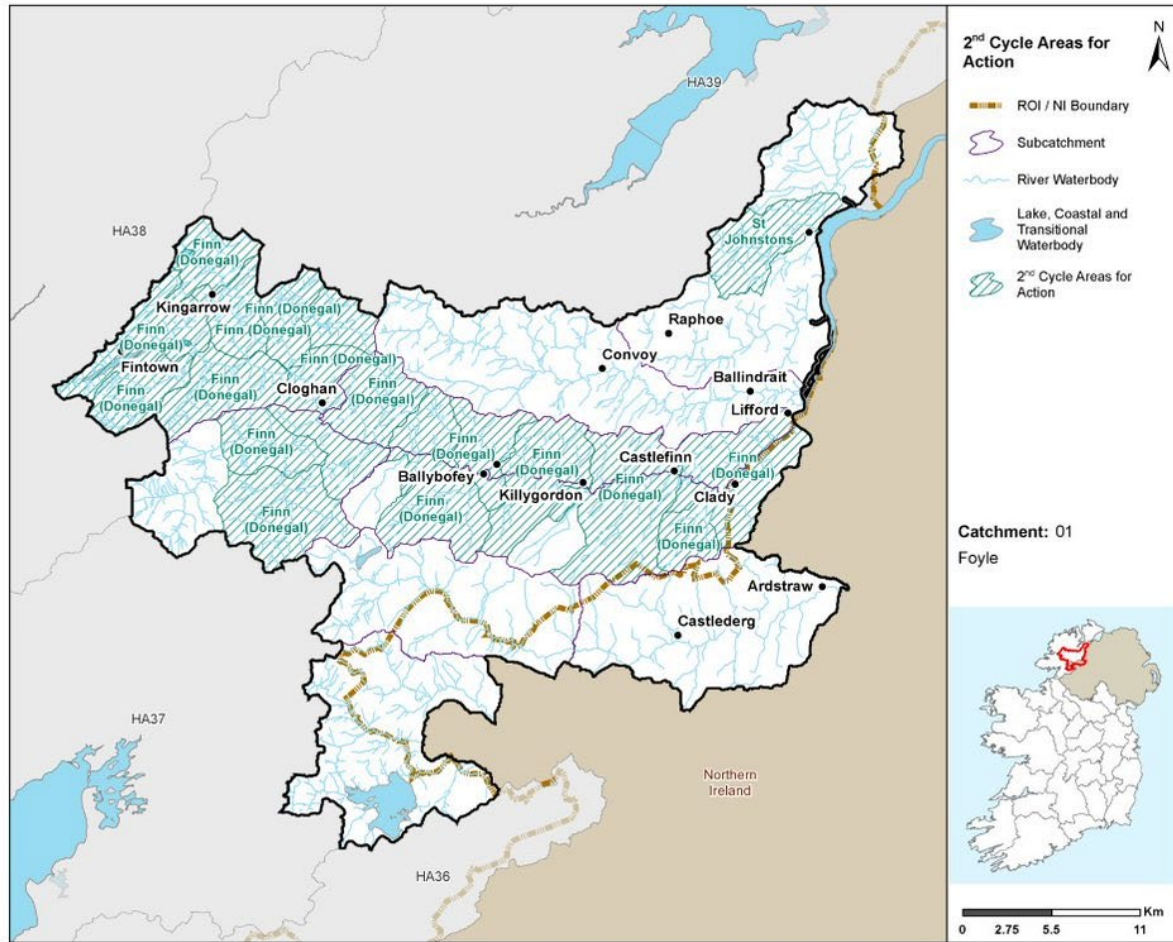 HA39
HA38
Finn
(Donegal)
Kingarrow
Finn (Donegal)
Finn
(Donegal)
Finn (Donegal)
Fintown
Finn (Donegal)
Finn
(Donegal)
Finn
(Donegal)
Cloghan
Finn
(Donegal)
St
Johnstons
Raphoe
Convoy
Ballindrait
Lifford
Finn
(Donegal)
Finn
(Donegal)
Finn
(Donegal)
Castlefinn
Finn
(Donegal)
Ballybofey
Killygordon
Finn
(Donegal)
Clady
Finn
(Donegal)
Finn
(Donegal)
Finn
(Donegal)
Ardstraw
Castlederg
HA37
Northern
Ireland
HA36
2nd Cycle Areas for
Action
N
ROI / NI Boundary
Subcatchment
River Waterbody
Lake, Coastal and
Transitional
Waterbody
2nd Cycle Areas for
Action
Catchment: 01
Foyle
Km
0 2.75 5.5 11